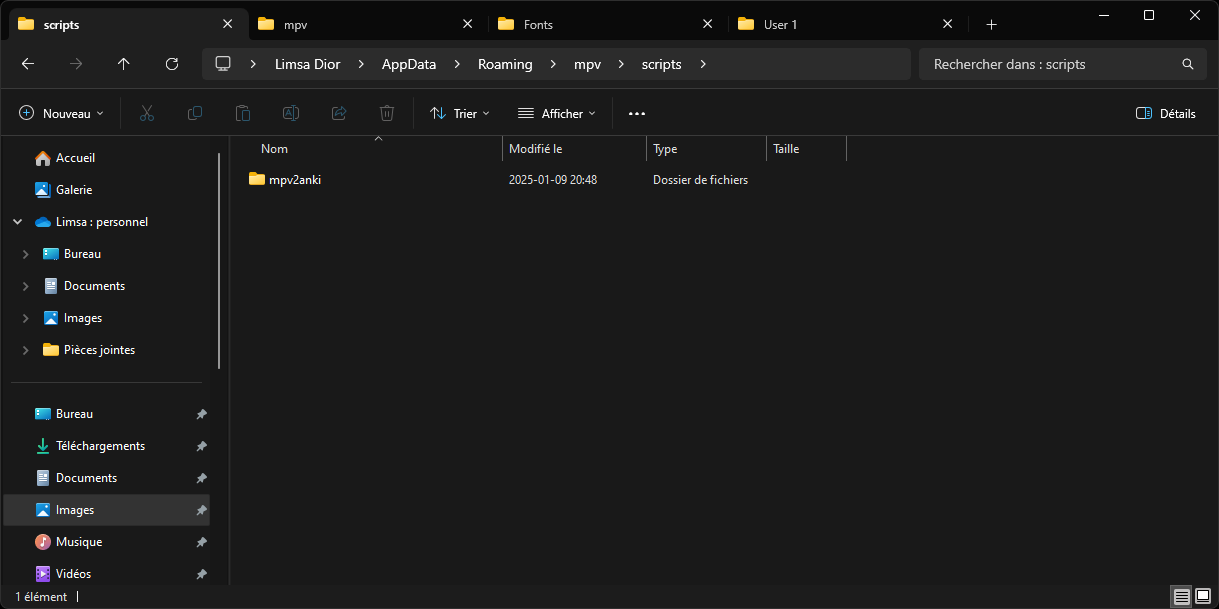 scripts
mpv
Fonts
User 1
Limsa Dior > AppData > Roaming > mpv > scripts >
Rechercher dans : scripts
Nouveau
Trier
Afficher
Détails
Nom Modifié le Type Taille
mpv2anki 2025-01-09 20:48 Dossier de fichiers
Accueil
Galerie
Limsa : personnel
Bureau
Documents
Images
Pièces jointes
Bureau
Téléchargements
Documents
Images
Musique
Vidéos
1 élément